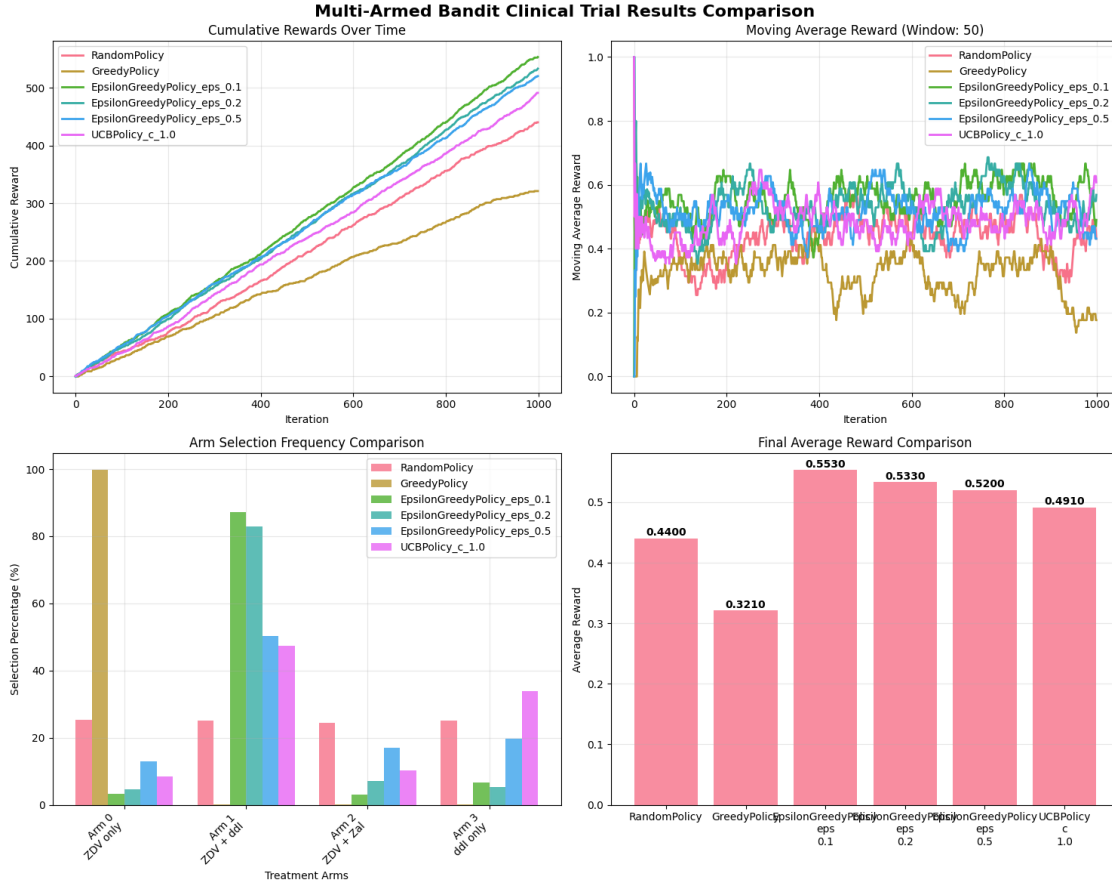 Multi-Armed Bandit Clinical Trial Results Comparison
Cumulative Rewards Over Time
RandomPolicy
GreedyPolicy
EpsilonGreedyPolicy_eps_0.1
EpsilonGreedyPolicy_eps_0.2
EpsilonGreedyPolicy_eps_0.5
UCBPolicy_c_1.0
500
400
300
200
100
0
Cumulative Reward
0 200 400 600 800 1000
Iteration
Moving Average Reward (Window: 50)
RandomPolicy
GreedyPolicy
EpsilonGreedyPolicy_eps_0.1
EpsilonGreedyPolicy_eps_0.2
EpsilonGreedyPolicy_eps_0.5
UCBPolicy_c_1.0
1.0
0.8
0.6
0.4
0.2
0.0
Moving Average Reward
0 200 400 600 800 1000
Iteration
Arm Selection Frequency Comparison
RandomPolicy
GreedyPolicy
EpsilonGreedyPolicy_eps_0.1
EpsilonGreedyPolicy_eps_0.2
EpsilonGreedyPolicy_eps_0.5
UCBPolicy_c_1.0
100
80
60
40
20
0
Selection Percentage (%)
Arm 0
ZDV only
Arm 1
ZDV + ddI
Arm 2
ZDV + Zal
Arm 3
ddI only
Treatment Arms
Final Average Reward Comparison
0.4400
0.3210
0.5530
0.5330
0.5200
0.4910
0.5
0.4
0.3
0.2
0.1
0.0
Average Reward
RandomPolicy
GreedyPolicy
EpsilonGreedyPolicy
eps
0.1
EpsilonGreedyPolicy
eps
0.2
EpsilonGreedyPolicy
eps
0.5
UCBPolicy
c
1.0